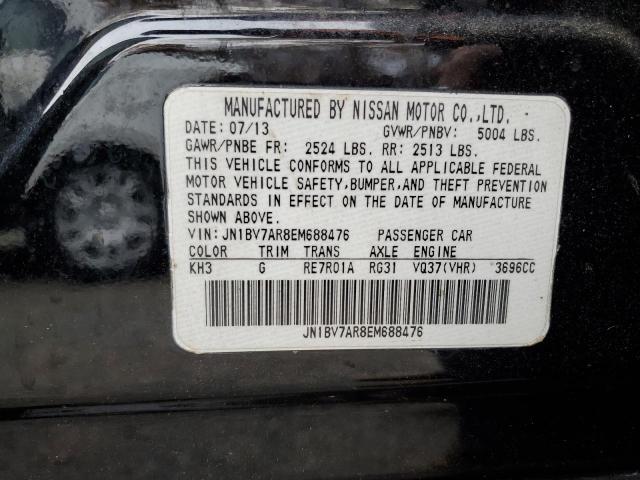 MANUFACTURED BY NISSAN MOTOR CO.,LTD.
DATE: 07/13 GVWR/PNBV: 5004 LBS.
GAWR/PNBE FR: 2524 LBS. RR: 2513 LBS.
THIS VEHICLE CONFORMS TO ALL APPLICABLE FEDERAL
MOTOR VEHICLE SAFETY,BUMPER,AND THEFT PREVENTION
STANDARDS IN EFFECT ON THE DATE OF MANUFACTURE
SHOWN ABOVE.
VIN: JN1BV7AR8EM688476 PASSENGER CAR
COLOR TRIM TRANS AXLE ENGINE
KH3 G RE7R01A RG31 VQ37(VHR) 3696CC
JN1BV7AR8EM688476